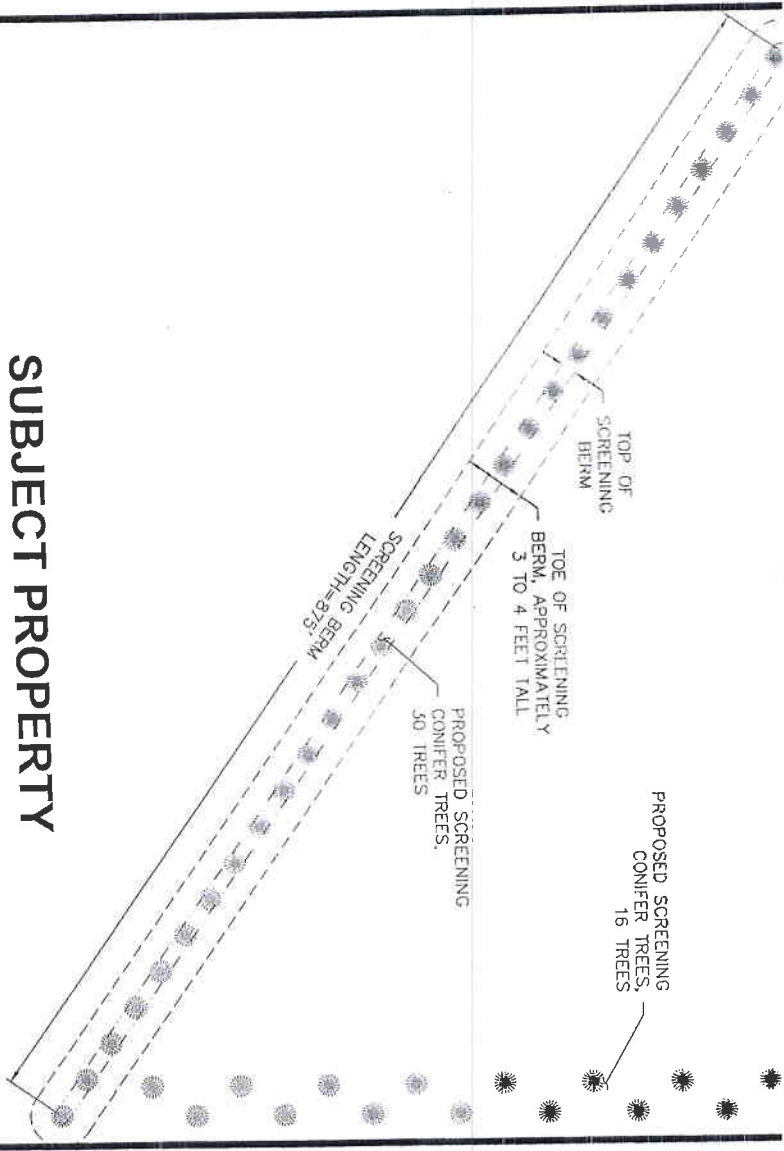 PROPOSED SCREENING
CONIFER TREES,
16 TREES
TOP OF
SCREENING
BERM
TOE OF SCREENING
BERM, APPROXIMATELY
3 TO 4 FEET TALL
PROPOSED SCREENING
CONIFER TREES,
30 TREES
SCREENING BERM
LENGTH=875'
SUBJECT PROPERTY